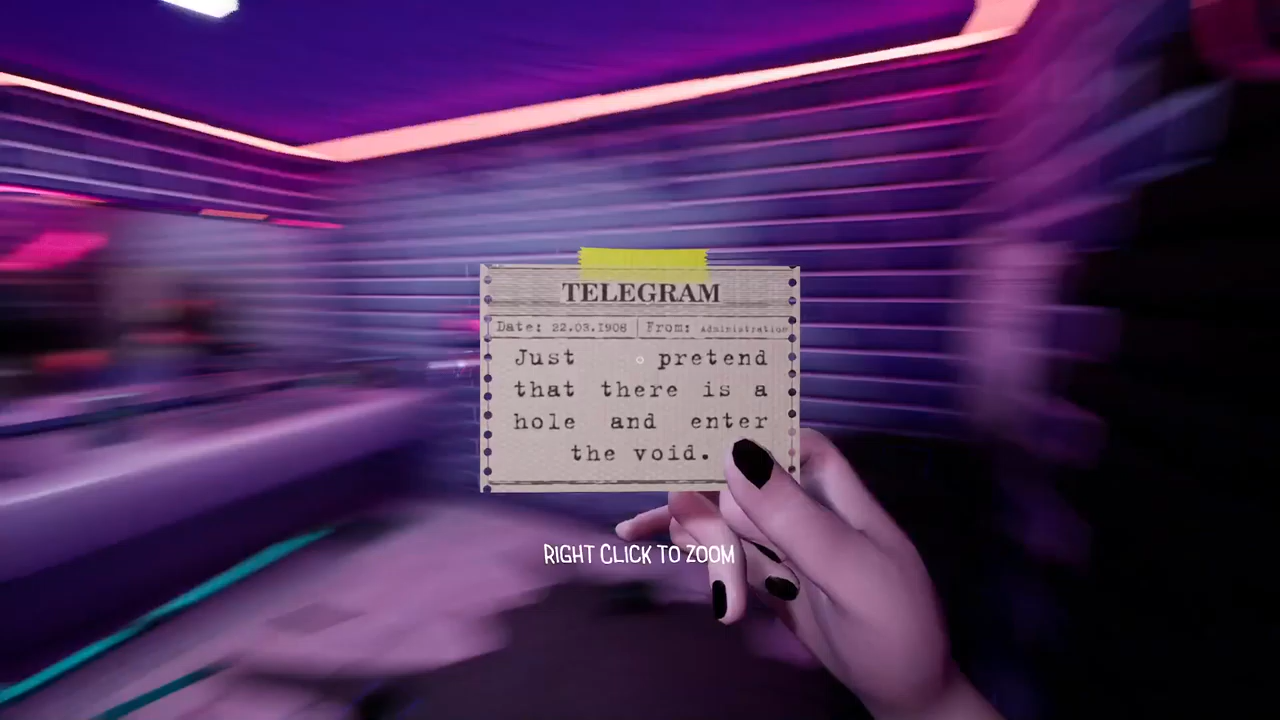 TELEGRAM
Date: 22.03.1908 From: Administration
Just pretend
that there is a
hole and enter
the void.
RIGHT CLICK TO ZOOM